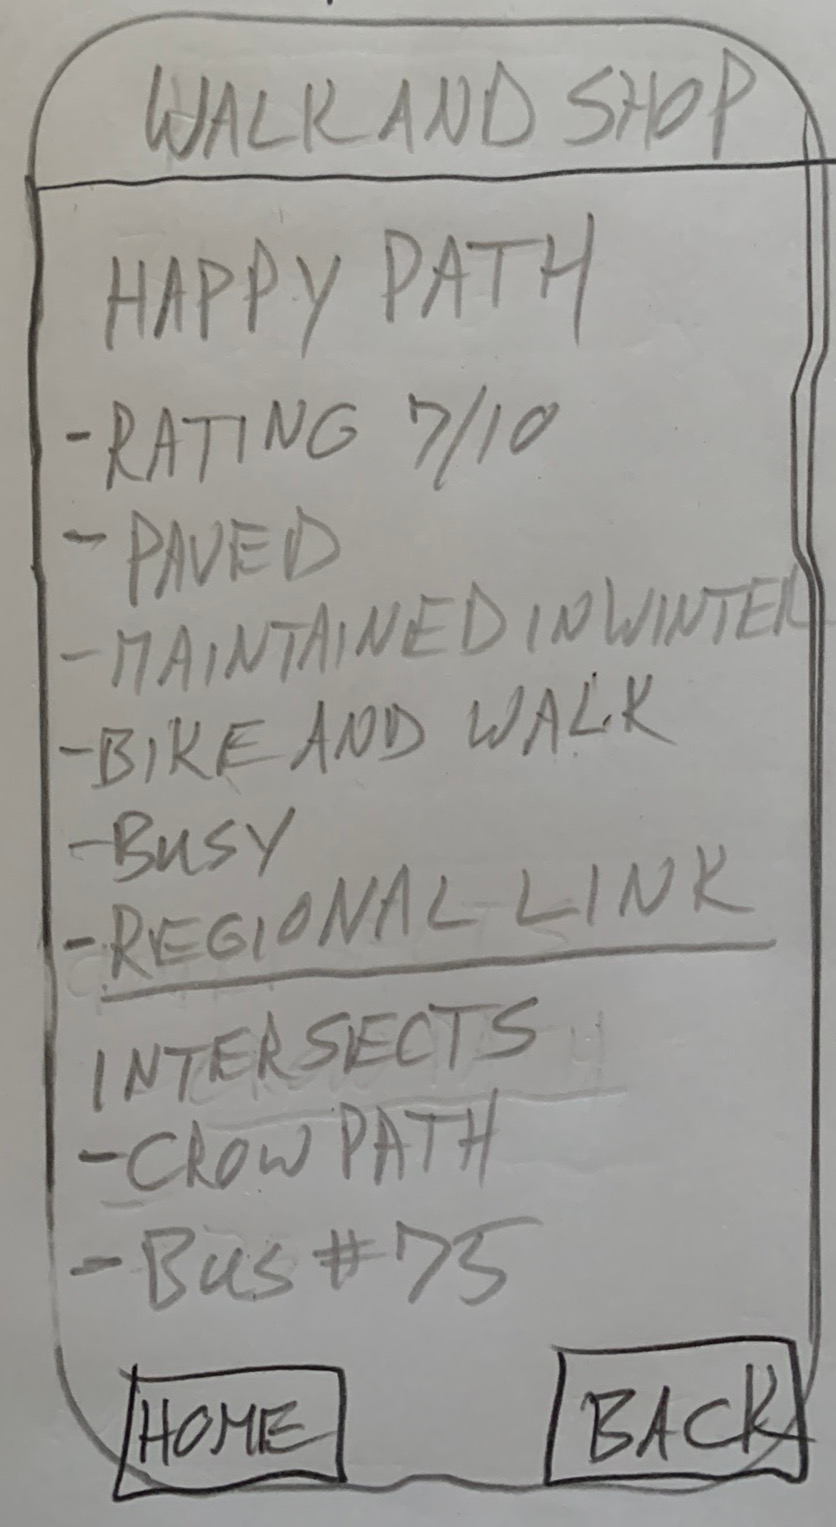 WALK AND SHOP
HAPPY PATH
- RATING 7/10
- PAVED
- MAINTAINED IN WINTER
- BIKE AND WALK
- BUSY
- REGIONAL LINK
INTERSECTS
- CROW PATH
- BUS # 75
HOME BACK